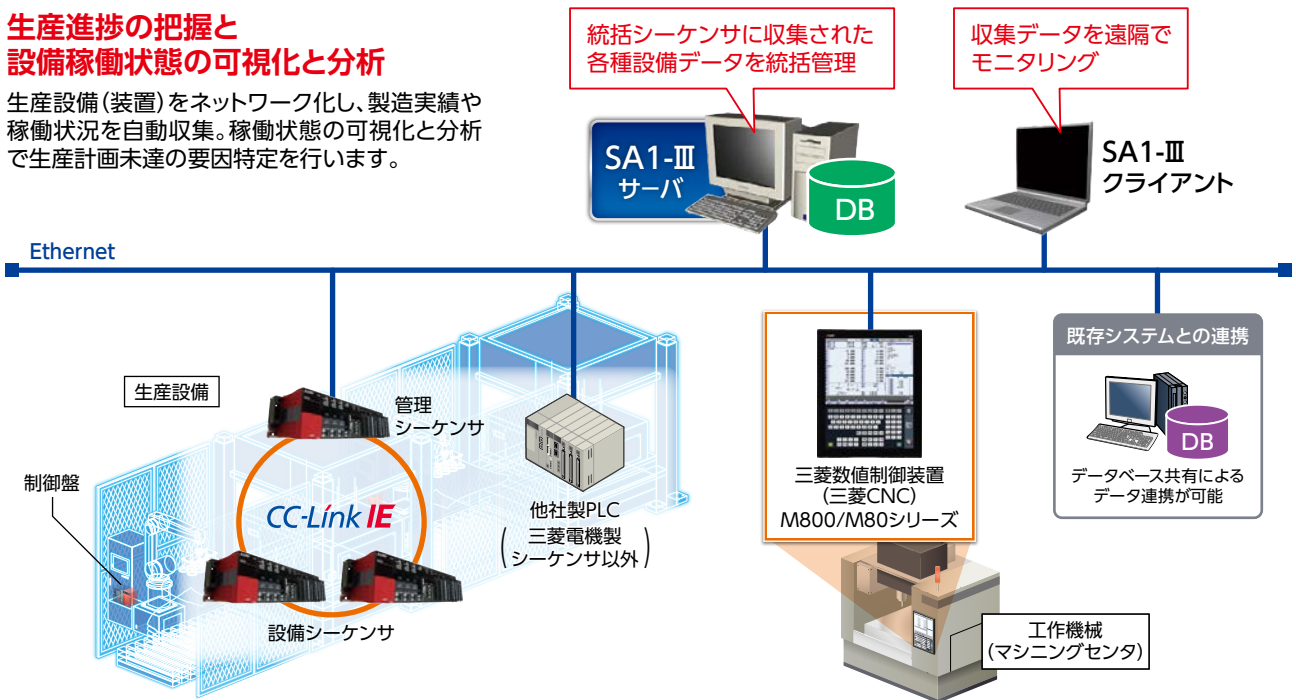 生産進捗の把握と
設備稼働状態の可視化と分析
生産設備(装置)をネットワーク化し、製造実績や
稼働状況を自動収集。稼働状態の可視化と分析
で生産計画未達の要因特定を行います。
統括シーケンサに収集された
各種設備データを統括管理
収集データを遠隔で
モニタリング
SA1-Ⅲ
サーバ
DB
SA1-Ⅲ
クライアント
Ethernet
生産設備
管理
シーケンサ
制御盤
CC-Link IE
設備シーケンサ
他社製PLC
(三菱電機製
シーケンサ以外)
三菱数値制御装置
(三菱CNC)
M800/M80シリーズ
工作機械
(マシニングセンタ)
既存システムとの連携
DB
データベース共有による
データ連携が可能